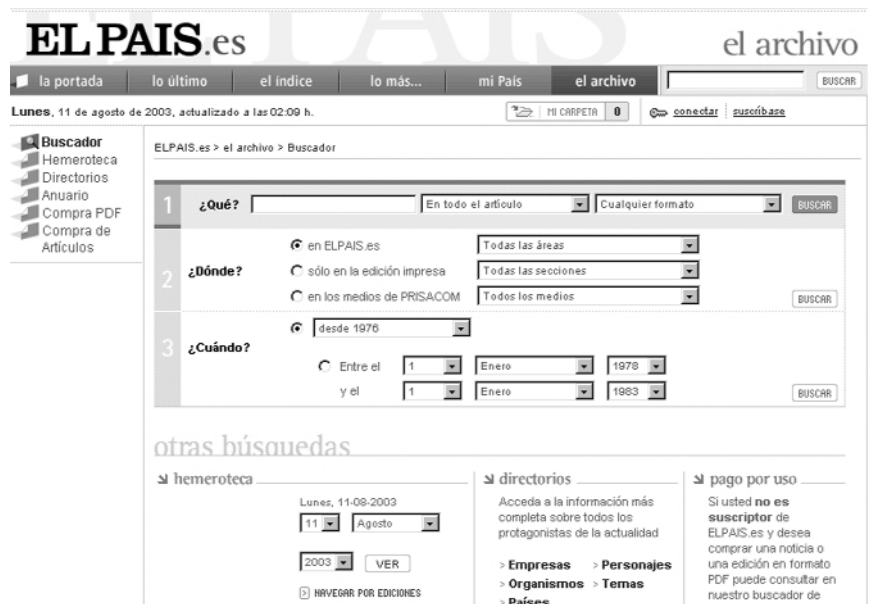 EL PAIS.es
el archivo
la portada
lo último
el índice
lo más...
mi País
el archivo
BUSCAR
Lunes, 11 de agosto de 2003, actualizado a las 02:09 h.
MI CARPETA 0
conectar
suscríbase
Buscador
Hemeroteca
Directorios
Anuario
Compra PDF
Compra de
Artículos
ELPAIS.es > el archivo > Buscador
1 ¿Qué? En todo el artículo Cualquier formato BUSCAR
en ELPAIS.es Todas las áreas
2 ¿Dónde? sólo en la edición impresa Todas las secciones
en los medios de PRISACOM Todos los medios BUSCAR
desde 1976
3 ¿Cuándo?
Entre el 1 Enero 1978
y el 1 Enero 1983 BUSCAR
otras búsquedas
hemeroteca
Lunes, 11-08-2003
11 Agosto
2003 VER
> NAVEGAR POR EDICIONES
directorios
Acceda a la información más
completa sobre todos los
protagonistas de la actualidad
> Empresas > Personajes
> Organismos > Temas
> Países
pago por uso
Si usted no es
suscriptor de
ELPAIS.es y desea
comprar una noticia o
una edición en formato
PDF puede consultar en
nuestro buscador de